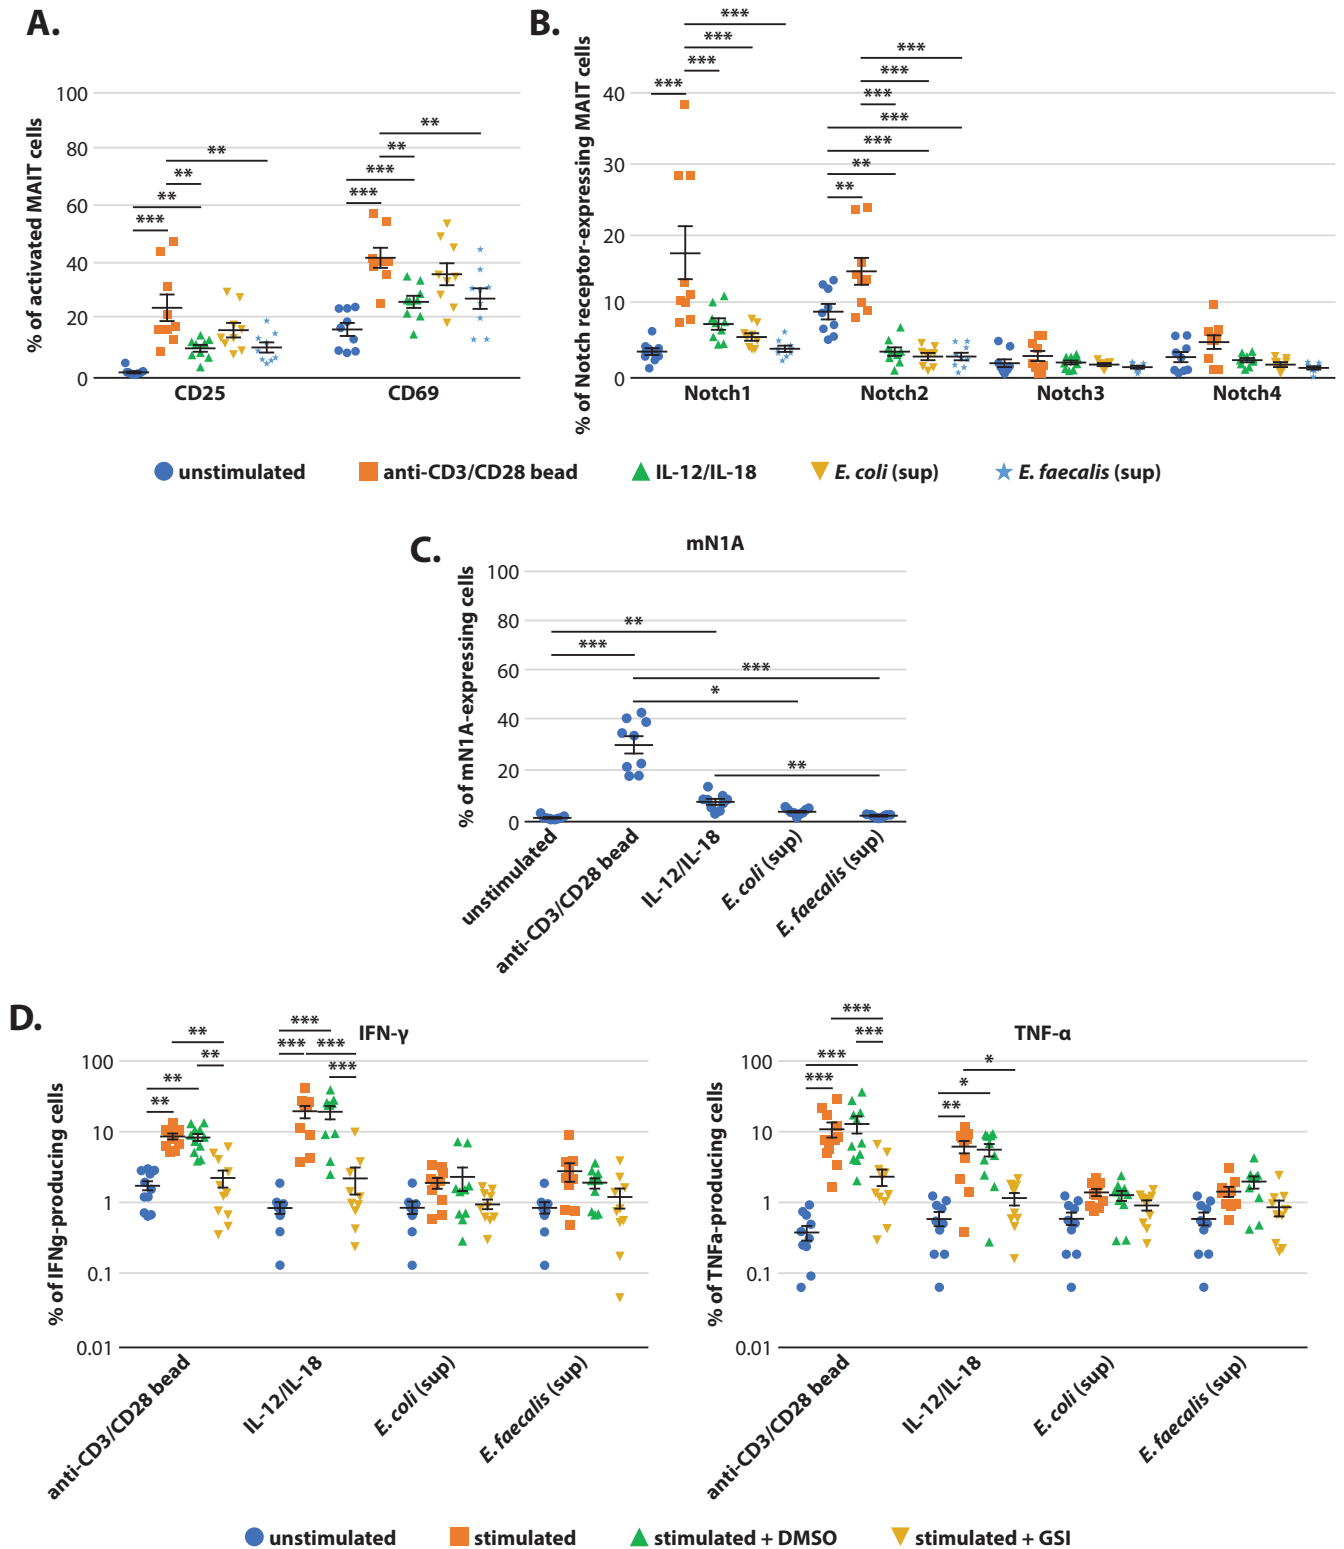 A.
% of activated MAIT cells
100
80
60
40
20
0
** 
** 
** 
***
** 
** 
*** 
***
CD25 CD69
B.
% of Notch receptor-expressing MAIT cells
40
30
20
10
0
***
***
***
***
***
***
***
***
***
**
**
Notch1 Notch2 Notch3 Notch4
unstimulated anti-CD3/CD28 bead IL-12/IL-18 E. coli (sup) E. faecalis (sup)
C.
mN1A
% of mN1A-expressing cells
100
80
60
40
20
0
**
***
***
*
**
unstimulated
anti-CD3/CD28 bead
IL-12/IL-18
E. coli (sup)
E. faecalis (sup)
D.
IFN-γ
% of IFNg-producing cells
100
10
1
0.1
0.01
**
**
**
**
***
*** ***
***
anti-CD3/CD28 bead
IL-12/IL-18
E. coli (sup)
E. faecalis (sup)
TNF-α
% of TNFa-producing cells
100
10
1
0.1
0.01
***
***
***
***
*
*
**
anti-CD3/CD28 bead
IL-12/IL-18
E. coli (sup)
E. faecalis (sup)
unstimulated stimulated stimulated + DMSO stimulated + GSI